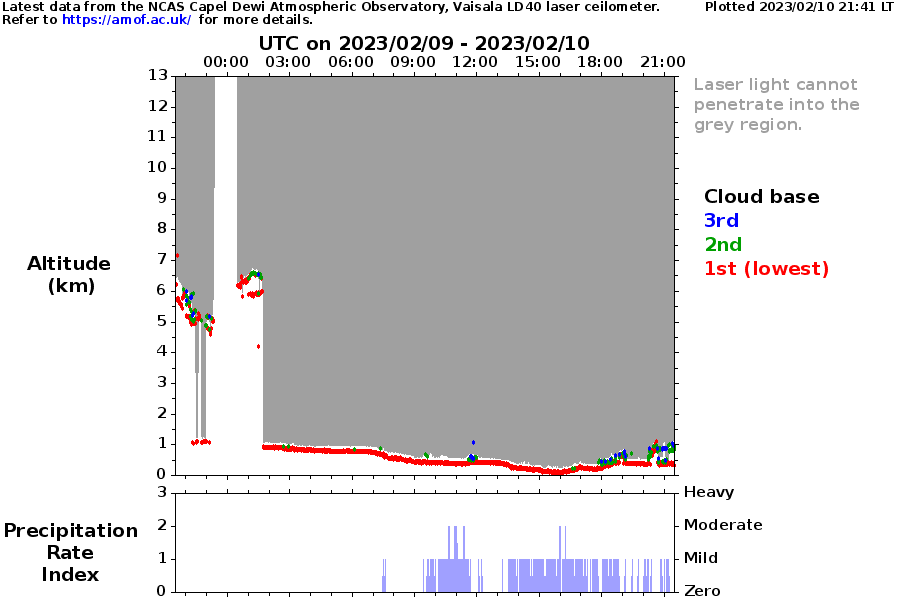 Latest data from the NCAS Capel Dewi Atmospheric Observatory, Vaisala LD40 laser ceilometer.
Plotted 2023/02/10 21:41 LT
Refer to https://amof.ac.uk/ for more details.
UTC on 2023/02/09 - 2023/02/10
00:00 03:00 06:00 09:00 12:00 15:00 18:00 21:00
13
12
11
10
9
8
7
6
5
4
3
2
1
0
Altitude
(km)
Laser light cannot
penetrate into the
grey region.
Cloud base
3rd
2nd
1st (lowest)
3
2
1
0
Precipitation
Rate
Index
Heavy
Moderate
Mild
Zero